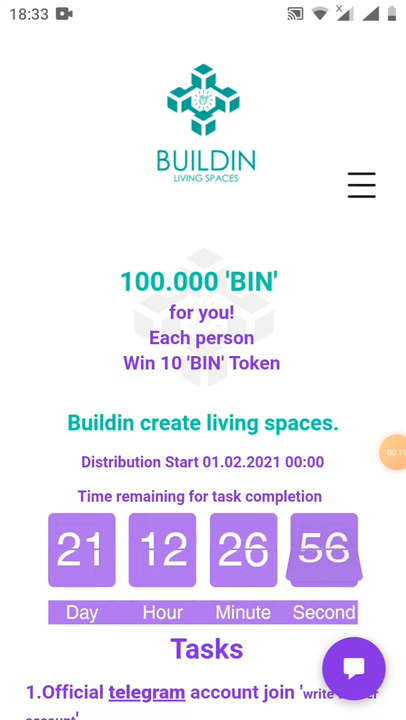 18:33
BUILDIN
LIVING SPACES
100.000 'BIN'
for you!
Each person
Win 10 'BIN' Token
Buildin create living spaces.
Distribution Start 01.02.2021 00:00
Time remaining for task completion
21 12 26 56
Day Hour Minute Second
Tasks
1.Official telegram account join 'write
account'